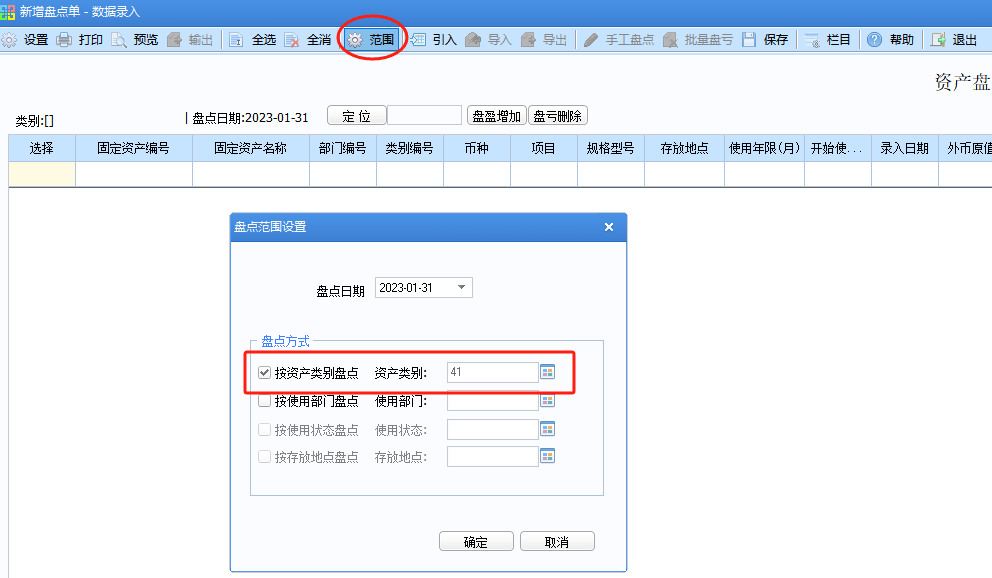 新增盘点单 - 数据录入
设置 打印 预览 输出 全选 全消 范围 引入 导入 导出 手工盘点 批量盘亏 保存 栏目 帮助 退出
资产盘
类别:[] 盘点日期:2023-01-31 定 位 盘盈增加 盘亏删除
选择 固定资产编号 固定资产名称 部门编号 类别编号 币种 项目 规格型号 存放地点 使用年限(月) 开始使... 录入日期 外币原值
盘点范围设置
盘点日期 2023-01-31
盘点方式
按资产类别盘点 资产类别: 41
按使用部门盘点 使用部门:
按使用状态盘点 使用状态:
按存放地点盘点 存放地点:
确定 取消